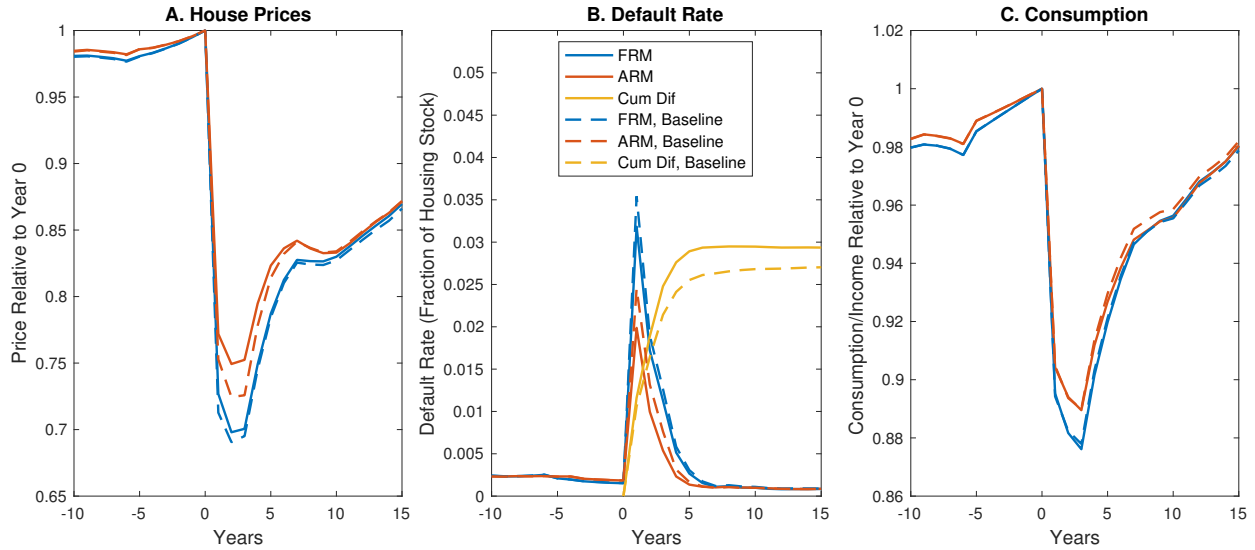 A. House Prices
Price Relative to Year 0
1
0.95
0.9
0.85
0.8
0.75
0.7
0.65
-10 -5 0 5 10 15
Years
B. Default Rate
Default Rate (Fraction of Housing Stock)
0.05
0.045
0.04
0.035
0.03
0.025
0.02
0.015
0.01
0.005
0
FRM
ARM
Cum Dif
FRM, Baseline
ARM, Baseline
Cum Dif, Baseline
-10 -5 0 5 10 15
Years
C. Consumption
Consumption/Income Relative to Year 0
1.02
1
0.98
0.96
0.94
0.92
0.9
0.88
0.86
-10 -5 0 5 10 15
Years